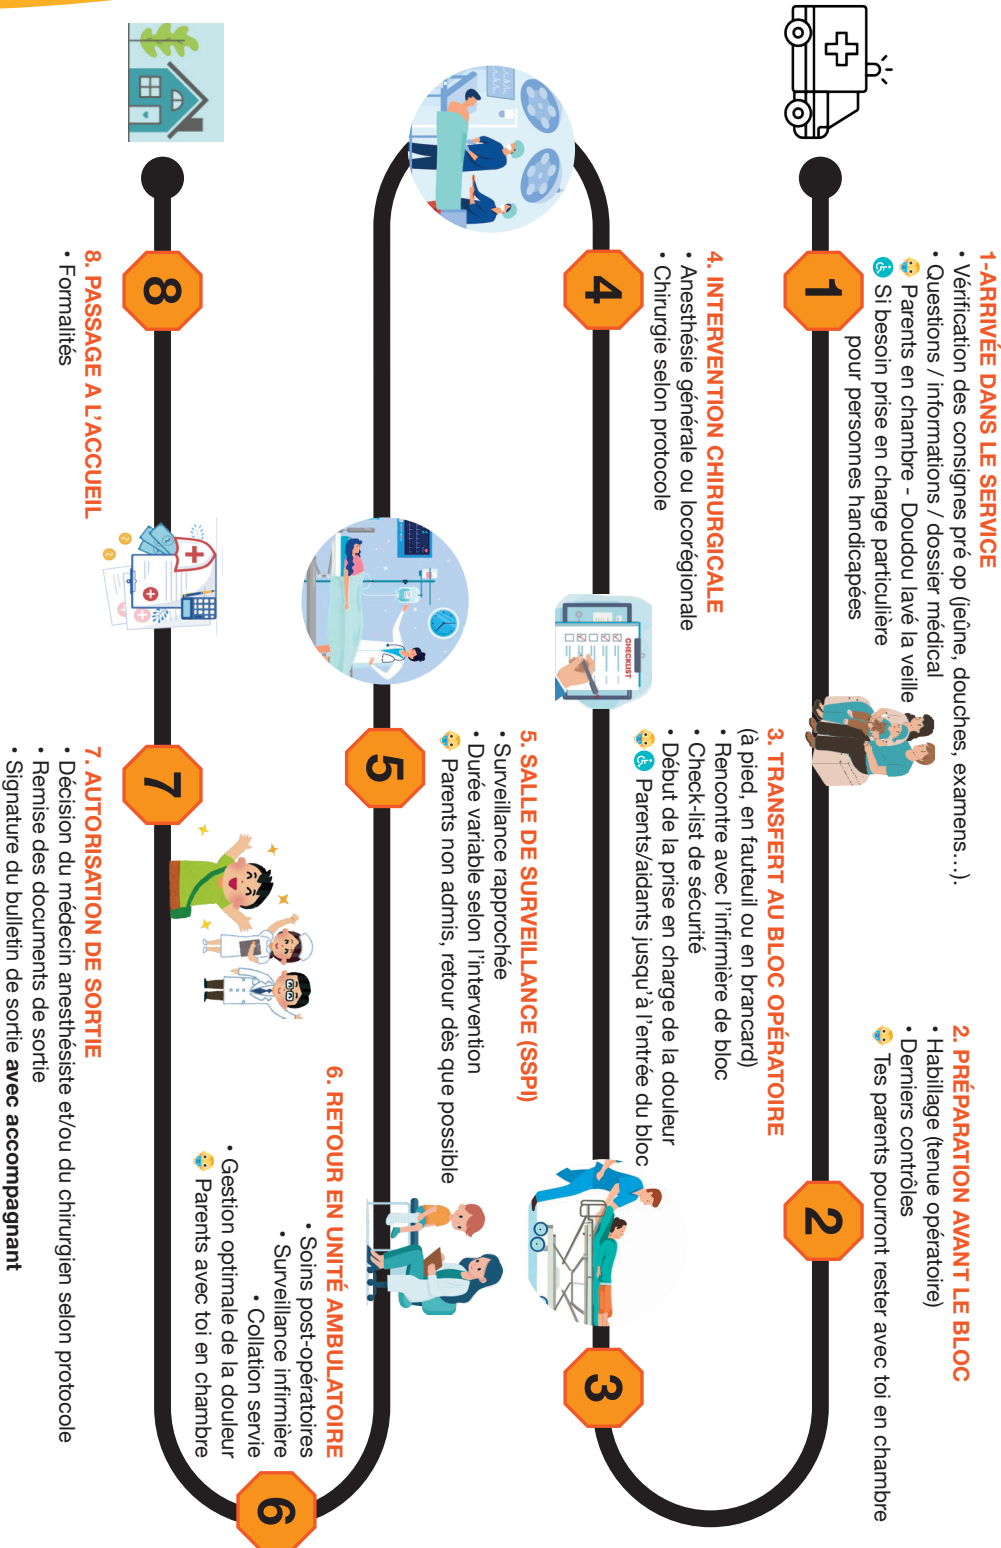 1-ARRIVÉE DANS LE SERVICE
• Vérification des consignes pré op (jeûne, douches, examens…).
• Questions / informations / dossier médical
Parents en chambre - Doudou lavé la veille
Si besoin prise en charge particulière
pour personnes handicapées
1
2. PRÉPARATION AVANT LE BLOC
• Habillage (tenue opératoire)
• Derniers contrôles
Tes parents pourront rester avec toi en chambre
2
3. TRANSFERT AU BLOC OPÉRATOIRE
(à pied, en fauteuil ou en brancard)
• Rencontre avec l'infirmière de bloc
• Check-list de sécurité
• Début de la prise en charge de la douleur
Parents/aidants jusqu'à l'entrée du bloc
3
4. INTERVENTION CHIRURGICALE
• Anesthésie générale ou locorégionale
• Chirurgie selon protocole
4
CHECKLIST
5. SALLE DE SURVEILLANCE (SSPI)
• Surveillance rapprochée
• Durée variable selon l'intervention
Parents non admis, retour dès que possible
5
6. RETOUR EN UNITÉ AMBULATOIRE
• Soins post-opératoires
• Surveillance infirmière
• Collation servie
• Gestion optimale de la douleur
Parents avec toi en chambre
6
7
7. AUTORISATION DE SORTIE
• Décision du médecin anesthésiste et/ou du chirurgien selon protocole
• Remise des documents de sortie
• Signature du bulletin de sortie avec accompagnant
8
8. PASSAGE A L'ACCUEIL
• Formalités